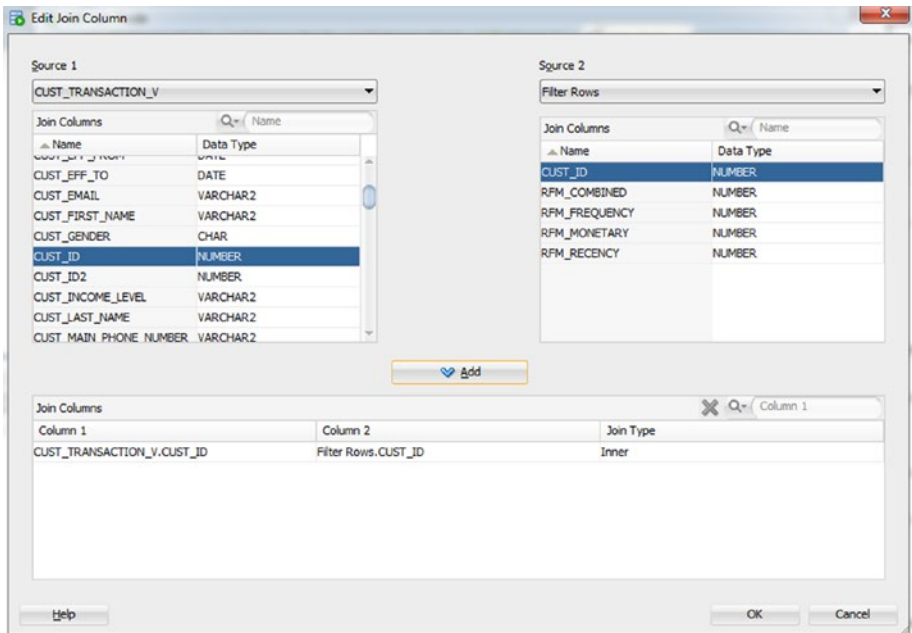 Edit Join Column
Source 1
Source 2
CUST_TRANSACTION_V
Filter Rows
Join Columns
Name
Join Columns
Name
Name Data Type
Name Data Type
DATE
CUST_EFF_TO DATE
CUST_EMAIL VARCHAR2
CUST_FIRST_NAME VARCHAR2
CUST_GENDER CHAR
CUST_ID NUMBER
CUST_ID2 NUMBER
CUST_INCOME_LEVEL VARCHAR2
CUST_LAST_NAME VARCHAR2
CUST_MAIN_PHONE_NUMBER VARCHAR2
CUST_ID NUMBER
RFM_COMBINED NUMBER
RFM_FREQUENCY NUMBER
RFM_MONETARY NUMBER
RFM_RECENCY NUMBER
Add
Join Columns
Column 1
Column 1 Column 2 Join Type
CUST_TRANSACTION_V.CUST_ID Filter Rows.CUST_ID Inner
Help
OK
Cancel